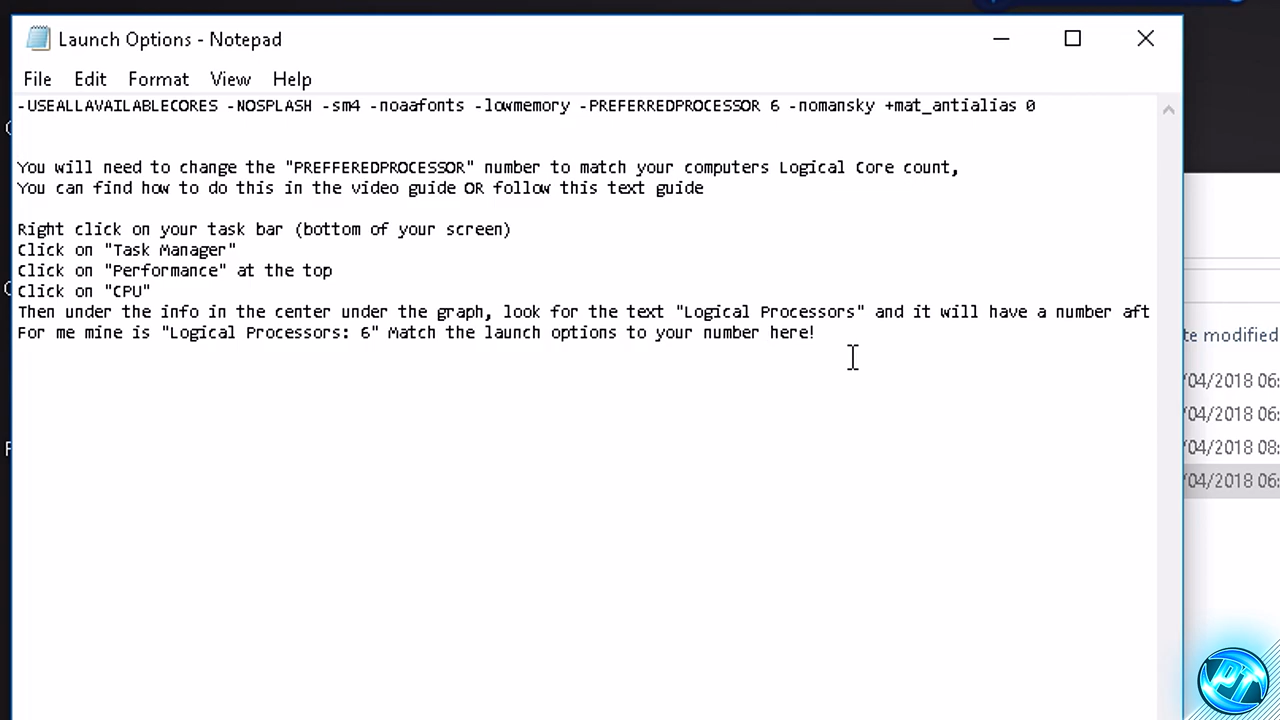 Launch Options - Notepad
File Edit Format View Help
-USEALLAVAILABLECORES -NOSPLASH -sm4 -noaafonts -lowmemory -PREFERREDPROCESSOR 6 -nomansky +mat_antialias 0
You will need to change the "PREFFEREDPROCESSOR" number to match your computers Logical Core count,
You can find how to do this in the video guide OR follow this text guide
Right click on your task bar (bottom of your screen)
Click on "Task Manager"
Click on "Performance" at the top
Click on "CPU"
Then under the info in the center under the graph, look for the text "Logical Processors" and it will have a number aft
For me mine is "Logical Processors: 6" Match the launch options to your number here!
te modified
/04/2018 06:
/04/2018 06:
/04/2018 08:
/04/2018 06:
PT